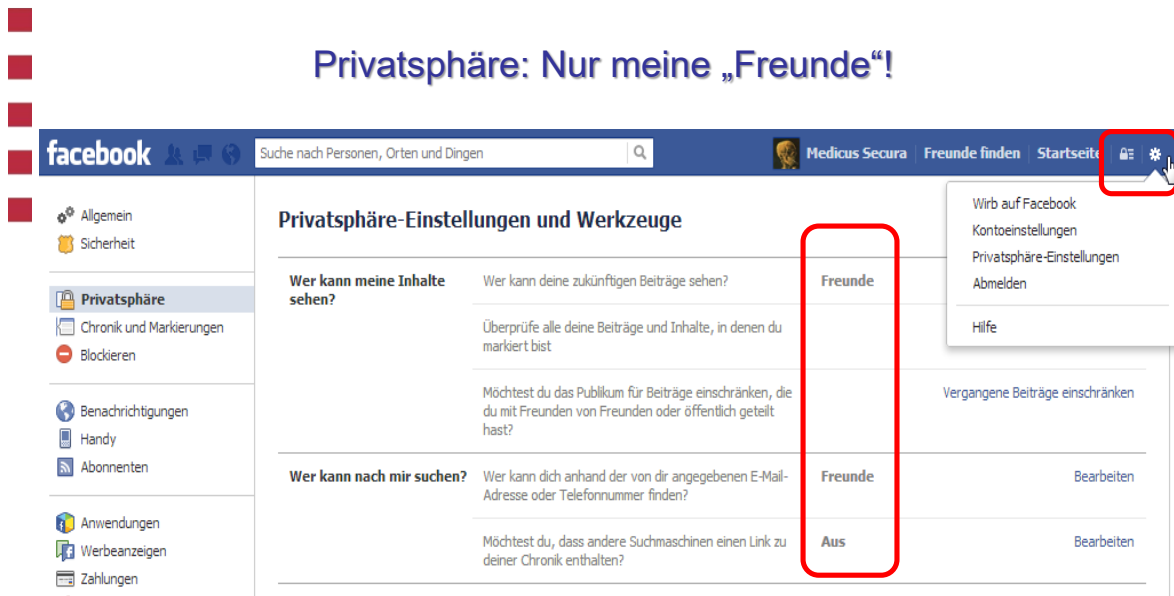 Privatsphäre: Nur meine „Freunde“!
facebook
Suche nach Personen, Orten und Dingen
Medicus Secura
Freunde finden
Startseite
Wirb auf Facebook
Kontoeinstellungen
Privatsphäre-Einstellungen
Abmelden
Hilfe
Allgemein
Sicherheit
Privatsphäre
Chronik und Markierungen
Blockieren
Benachrichtigungen
Handy
Abonnenten
Anwendungen
Werbeanzeigen
Zahlungen
Privatsphäre-Einstellungen und Werkzeuge
Wer kann meine Inhalte
sehen?
Wer kann deine zukünftigen Beiträge sehen?
Freunde
Überprüfe alle deine Beiträge und Inhalte, in denen du
markiert bist
Möchtest du das Publikum für Beiträge einschränken, die
du mit Freunden von Freunden oder öffentlich geteilt
hast?
Vergangene Beiträge einschränken
Wer kann nach mir suchen?
Wer kann dich anhand der von dir angegebenen E-Mail-
Adresse oder Telefonnummer finden?
Freunde
Bearbeiten
Möchtest du, dass andere Suchmaschinen einen Link zu
deiner Chronik enthalten?
Aus
Bearbeiten